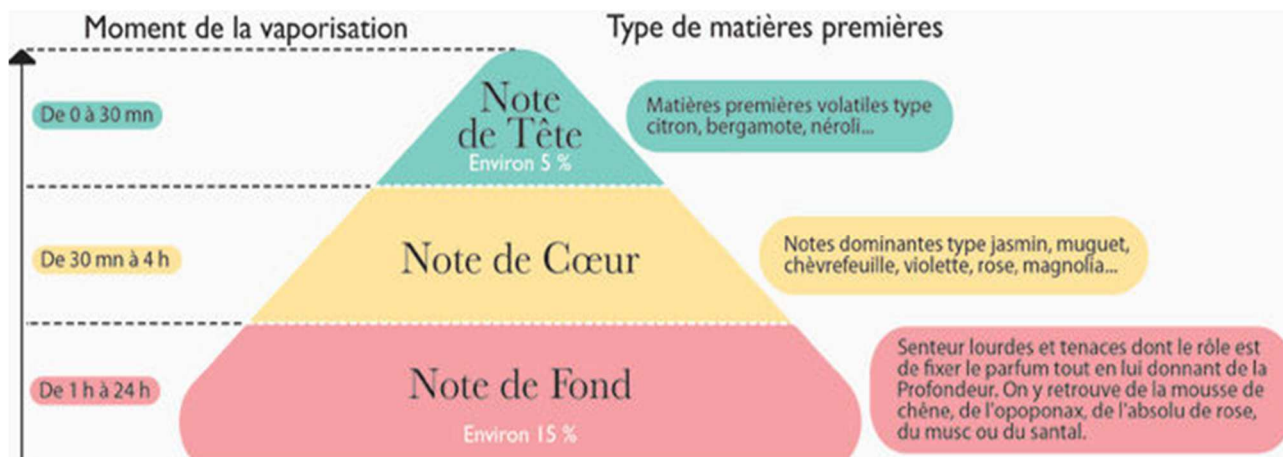 Moment de la vaporisation
Type de matières premières
De 0 à 30 mn
Note
de Tête
Environ 5 %
Matières premières volatiles type
citron, bergamote, néroli...
De 30 mn à 4 h
Note de Cœur
Notes dominantes type jasmin, muguet,
chèvrefeuille, violette, rose, magnolia...
De 1 h à 24 h
Note de Fond
Environ 15 %
Senteur lourdes et tenaces dont le rôle est
de fixer le parfum tout en lui donnant de la
Profondeur. On y retrouve de la mousse de
chêne, de l'opoponax, de l'absolu de rose,
du musc ou du santal.